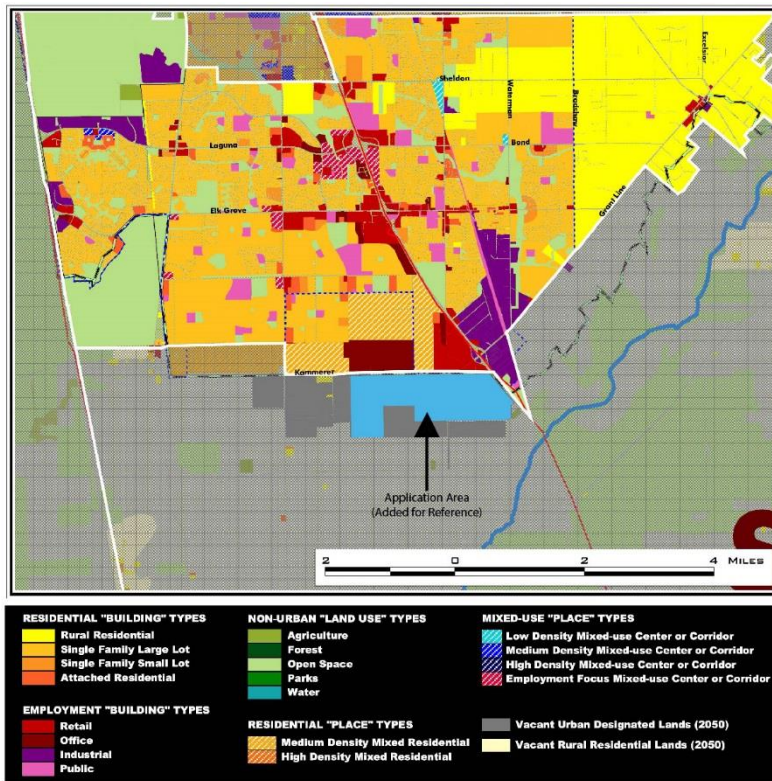 Sheldon
Waterman
Bradshaw
Excelsior
Laguna
Bond
Grant Line
Elk Grove
Kammerer
Application Area
(Added for Reference)
S
2 0 2 4 MILES
RESIDENTIAL "BUILDING" TYPES
Rural Residential
Single Family Large Lot
Single Family Small Lot
Attached Residential
EMPLOYMENT "BUILDING" TYPES
Retail
Office
Industrial
Public
NON-URBAN "LAND USE" TYPES
Agriculture
Forest
Open Space
Parks
Water
RESIDENTIAL "PLACE" TYPES
Medium Density Mixed Residential
High Density Mixed Residential
MIXED-USE "PLACE" TYPES
Low Density Mixed-use Center or Corridor
Medium Density Mixed-use Center or Corridor
High Density Mixed-use Center or Corridor
Employment Focus Mixed-use Center or Corridor
Vacant Urban Designated Lands (2050)
Vacant Rural Residential Lands (2050)